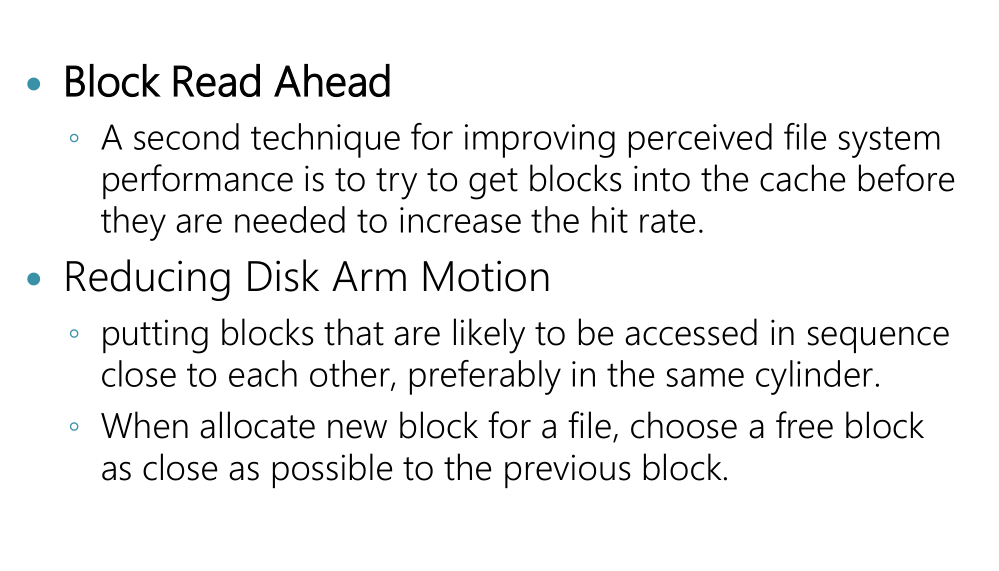 • Block Read Ahead
◦ A second technique for improving perceived file system
performance is to try to get blocks into the cache before
they are needed to increase the hit rate.
• Reducing Disk Arm Motion
◦ putting blocks that are likely to be accessed in sequence
close to each other, preferably in the same cylinder.
◦ When allocate new block for a file, choose a free block
as close as possible to the previous block.